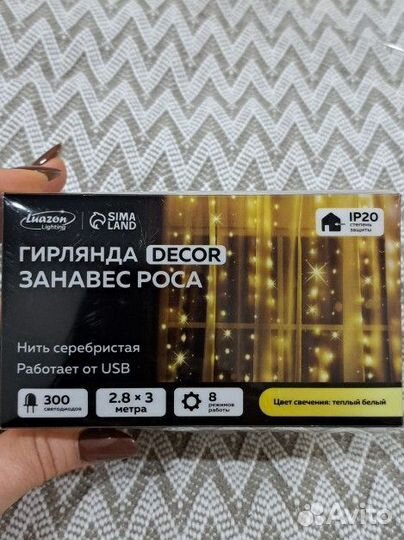 Luazon
Lighting
SIMA
LAND
IP20
степень
защиты
ГИРЛЯНДА DECOR
ЗАНАВЕС РОСА
Нить серебристая
Работает от USB
300
светодиодов
2.8 × 3
метра
8
режимов
работы
Цвет свечения: теплый белый
Avito